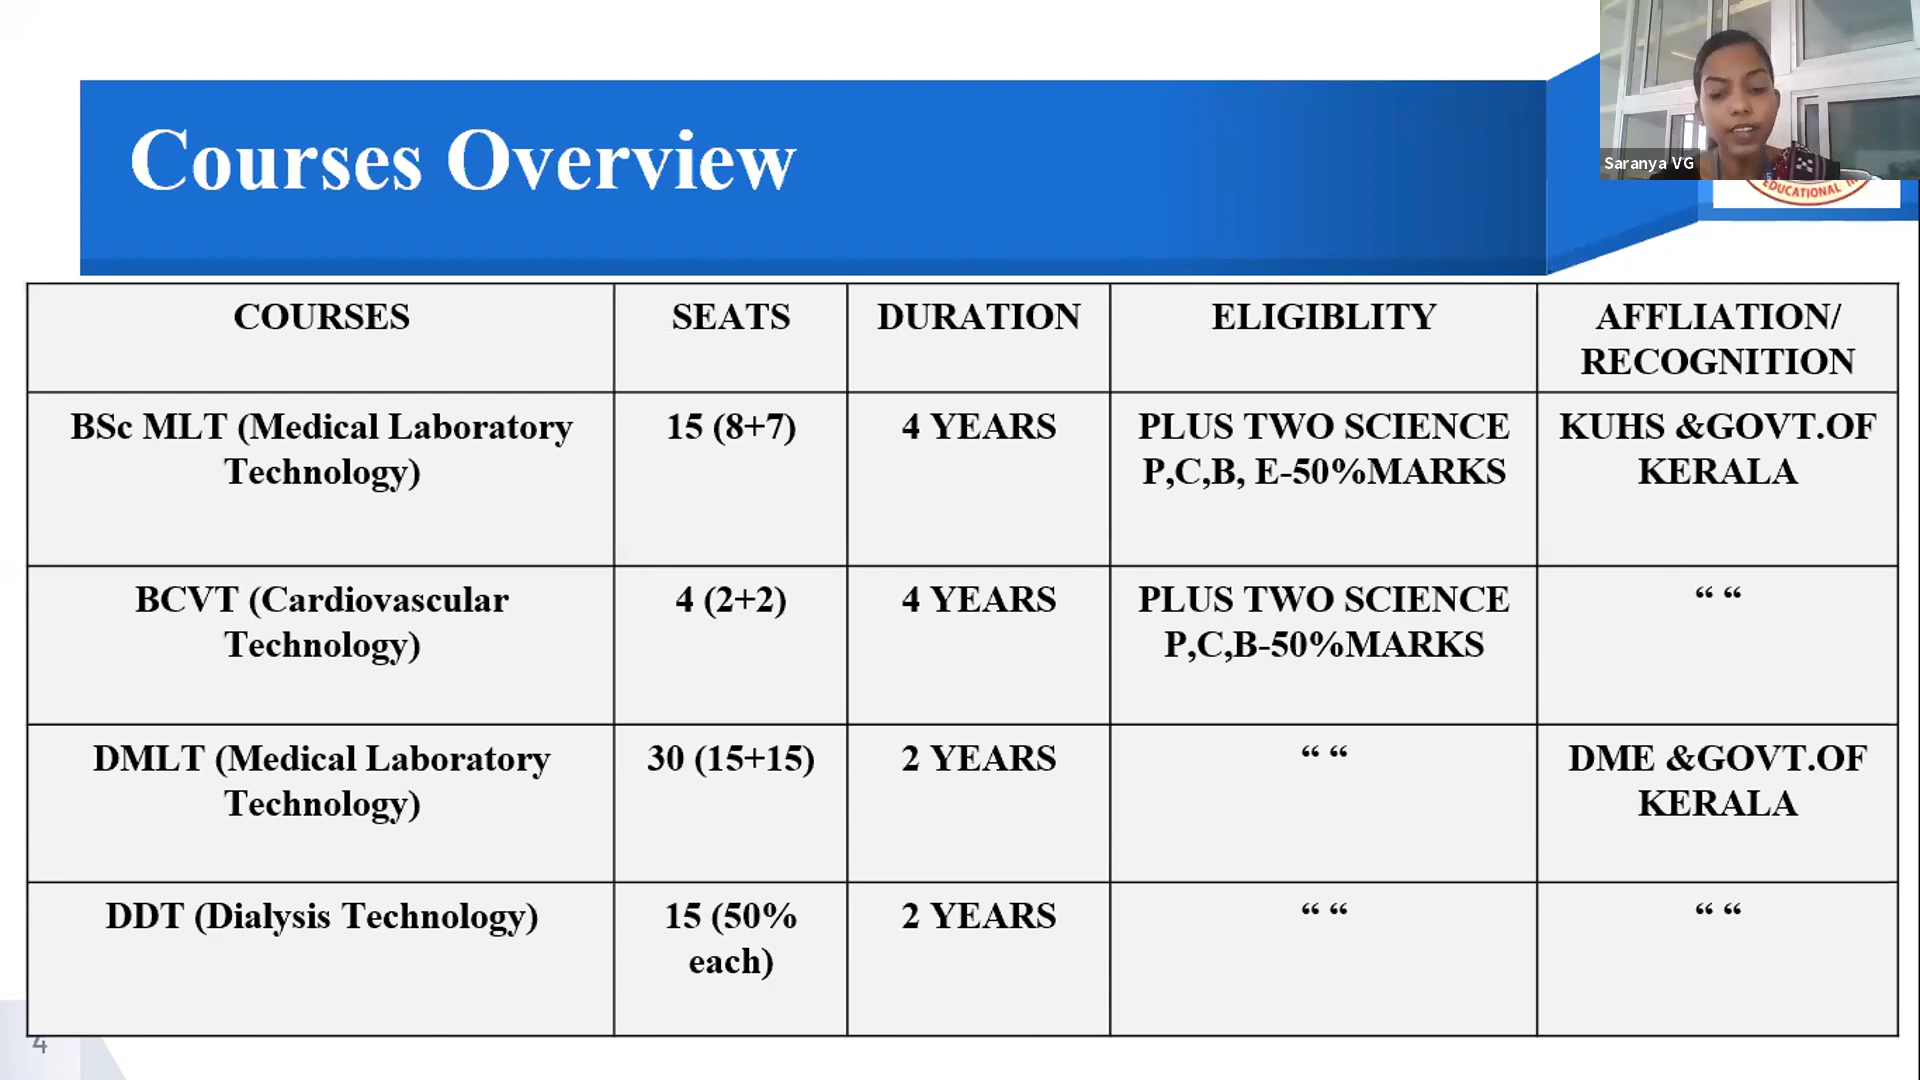 Courses Overview
Saranya VG
EDUCATIONAL
COURSES
SEATS
DURATION
ELIGIBLITY
AFFLIATION/
RECOGNITION
BSc MLT (Medical Laboratory
Technology)
15 (8+7)
4 YEARS
PLUS TWO SCIENCE
P,C,B, E-50%MARKS
KUHS &GOVT.OF
KERALA
BCVT (Cardiovascular
Technology)
4 (2+2)
4 YEARS
PLUS TWO SCIENCE
P,C,B-50%MARKS
“ “
DMLT (Medical Laboratory
Technology)
30 (15+15)
2 YEARS
“ “
DME &GOVT.OF
KERALA
DDT (Dialysis Technology)
15 (50%
each)
2 YEARS
“ “
“ “
4